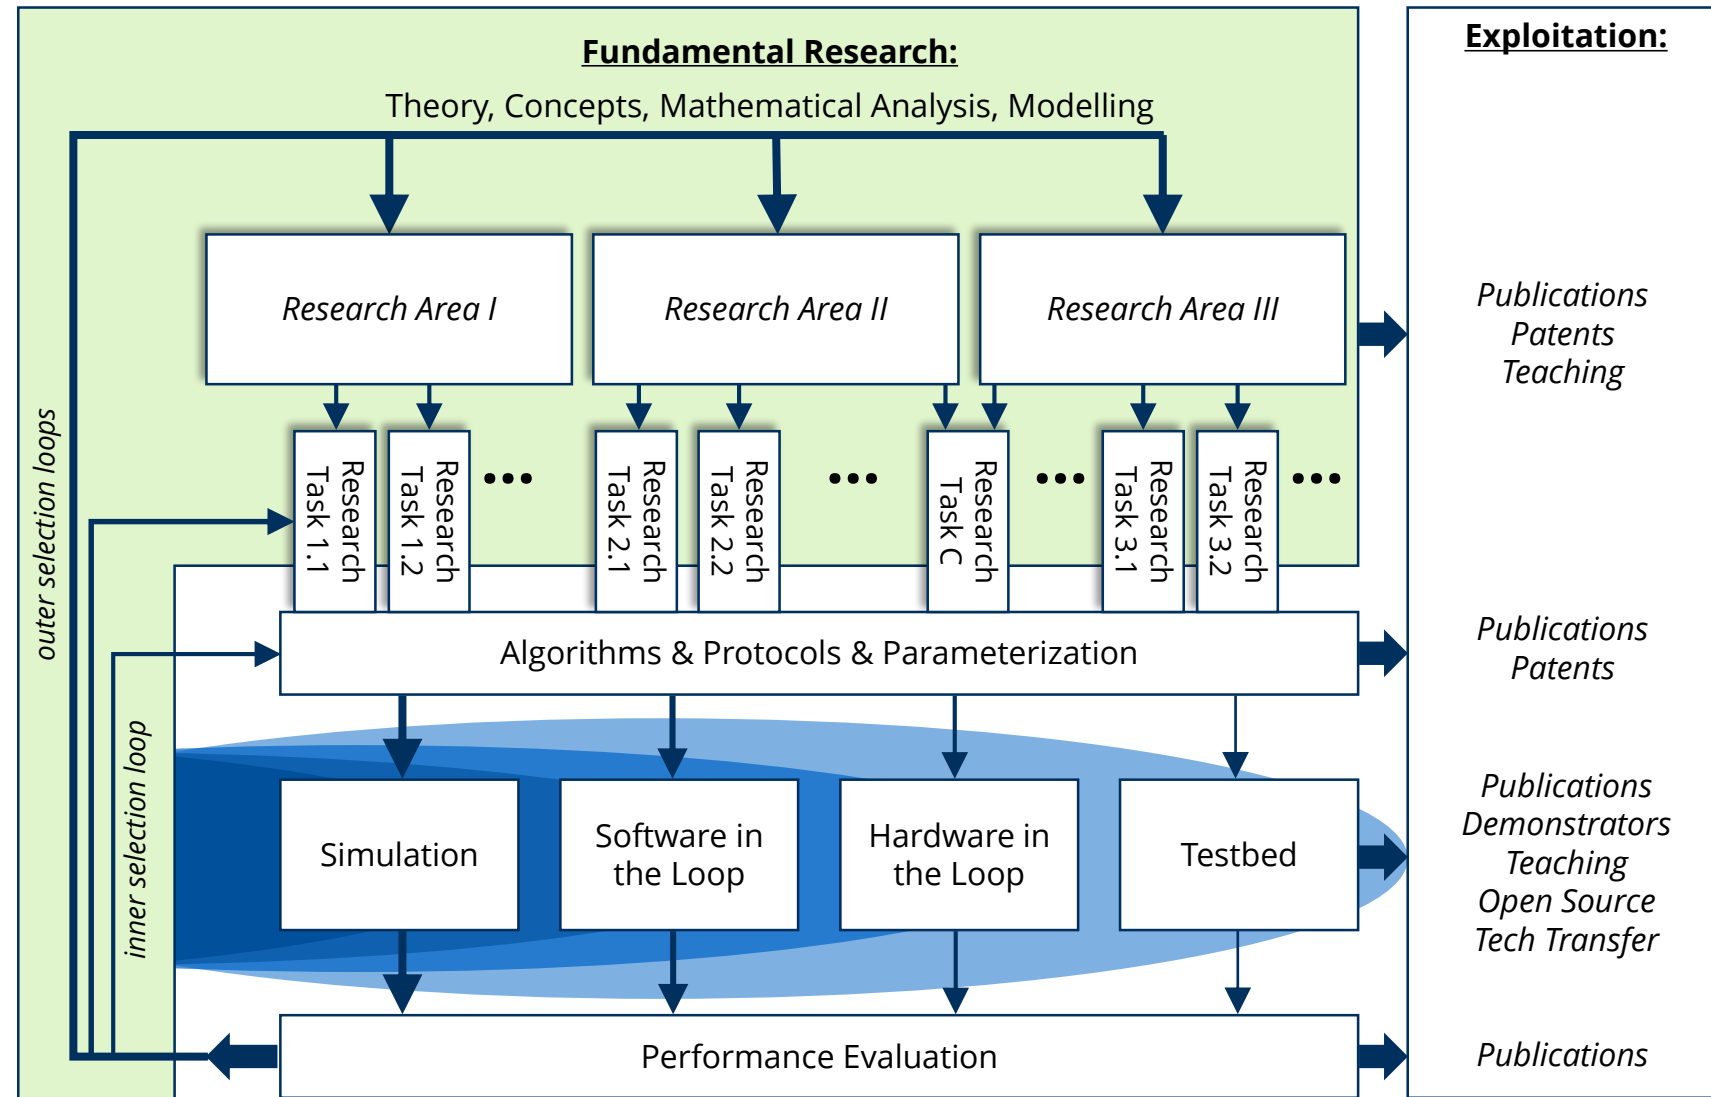 Fundamental Research:
Theory, Concepts, Mathematical Analysis, Modelling
Research Area I
Research Area II
Research Area III
Research
Task 1.1
Research
Task 1.2
...
Research
Task 2.1
Research
Task 2.2
...
Research
Task C
...
Research
Task 3.1
Research
Task 3.2
...
outer selection loops
inner selection loop
Algorithms & Protocols & Parameterization
Simulation
Software in
the Loop
Hardware in
the Loop
Testbed
Performance Evaluation
Exploitation:
Publications
Patents
Teaching
Publications
Patents
Publications
Demonstrators
Teaching
Open Source
Tech Transfer
Publications